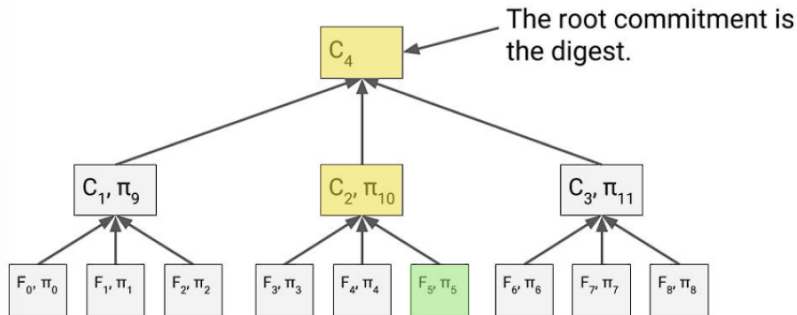 The root commitment is
the digest.
C₄
C₁, π₉
C₂, π₁₀
C₃, π₁₁
F₀, π₀
F₁, π₁
F₂, π₂
F₃, π₃
F₄, π₄
F₅, π₅
F₆, π₆
F₇, π₇
F₈, π₈